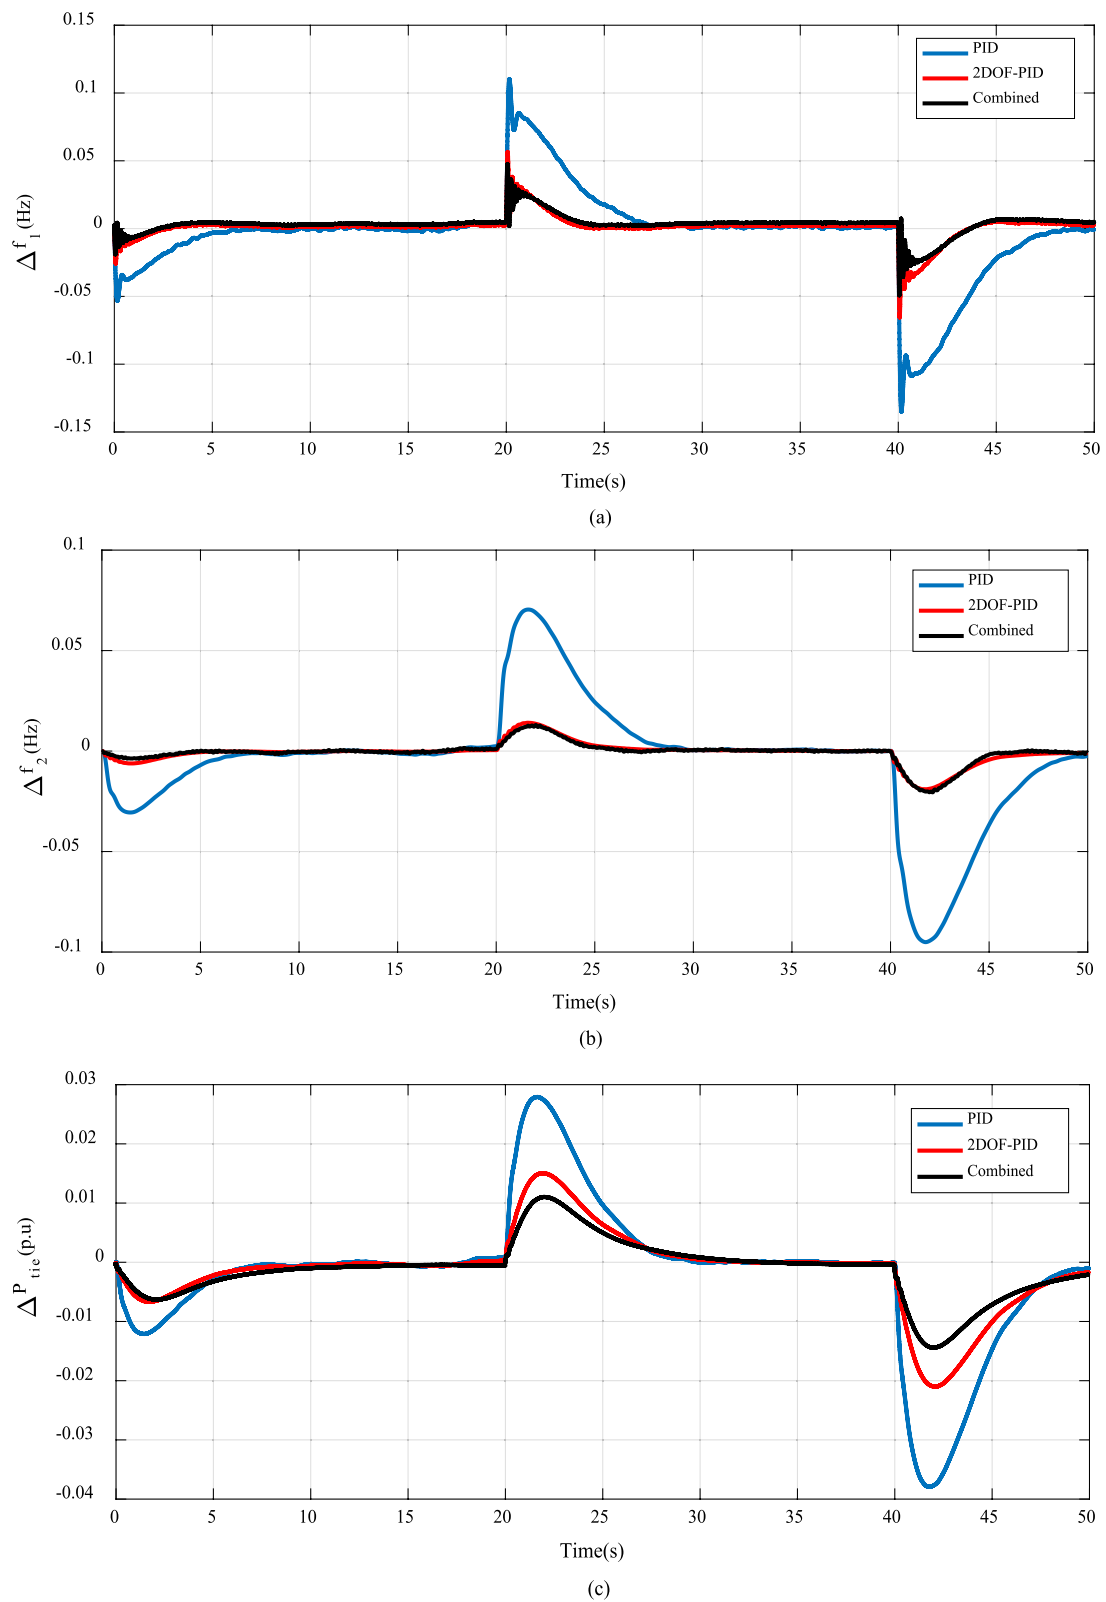 0.15
0.1
0.05
0
-0.05
-0.1
-0.15
Δf1(Hz)
PID
2DOF-PID
Combined
0 5 10 15 20 25 30 35 40 45 50
Time(s)
(a)
0.1
0.05
0
-0.05
-0.1
Δf2(Hz)
PID
2DOF-PID
Combined
0 5 10 15 20 25 30 35 40 45 50
Time(s)
(b)
0.03
0.02
0.01
0
-0.01
-0.02
-0.03
-0.04
ΔPtie(p.u)
PID
2DOF-PID
Combined
0 5 10 15 20 25 30 35 40 45 50
Time(s)
(c)